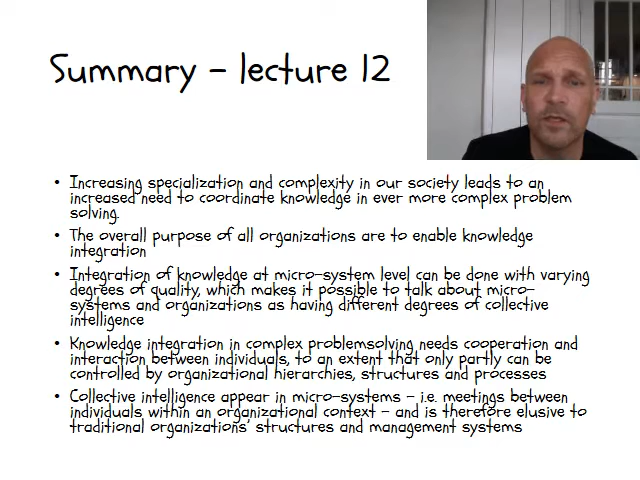 Summary – lecture 12
• Increasing specialization and complexity in our society leads to an
increased need to coordinate knowledge in ever more complex problem
solving.
• The overall purpose of all organizations are to enable knowledge
integration
• Integration of knowledge at micro-system level can be done with varying
degrees of quality, which makes it possible to talk about micro-
systems and organizations as having different degrees of collective
intelligence
• Knowledge integration in complex problemsolving needs cooperation and
interaction between individuals, to an extent that only partly can be
controlled by organizational hierarchies, structures and processes
• Collective intelligence appear in micro-systems – i.e. meetings between
individuals within an organizational context – and is therefore elusive to
traditional organizations' structures and management systems